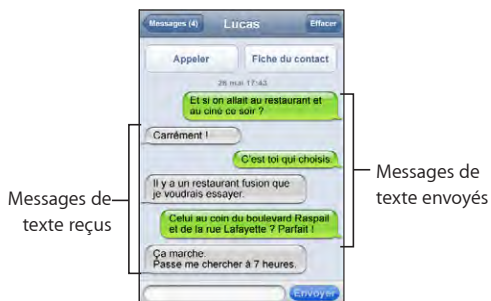 Messages (4) Lucas Effacer
Appeler Fiche du contact
26 mai 17:43
Et si on allait au restaurant et
au ciné ce soir ?
Carrément !
C'est toi qui choisis.
Il y a un restaurant fusion que
je voudrais essayer.
Celui au coin du boulevard Raspail
et de la rue Lafayette ? Parfait !
Ça marche.
Passe me chercher à 7 heures.
Envoyer
Messages de
texte reçus
Messages de
texte envoyés